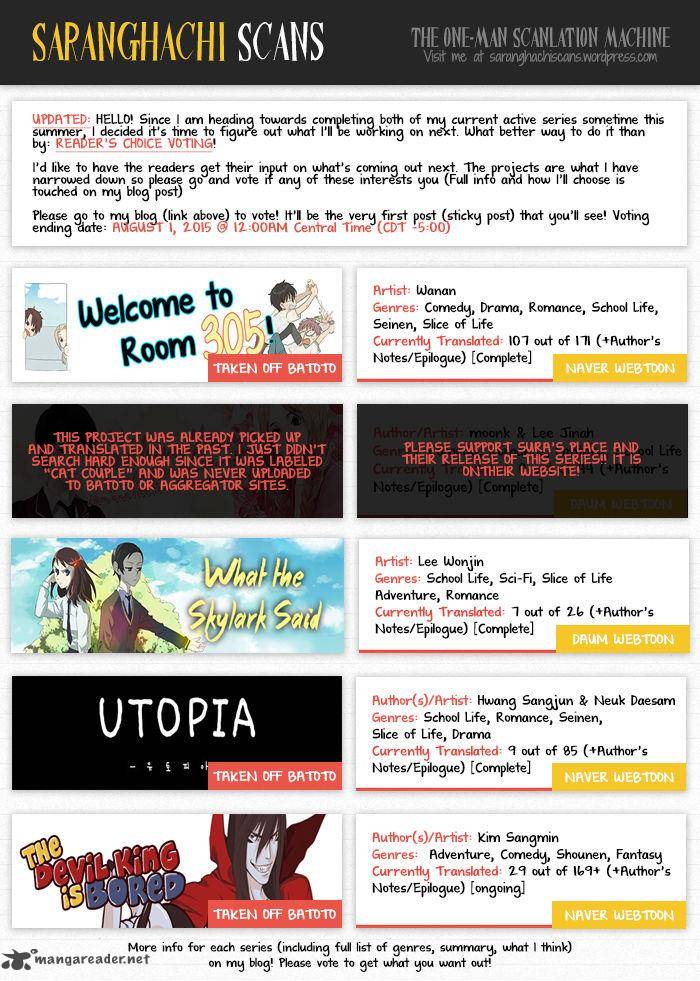 SARANGHACHI SCANS
THE ONE-MAN SCANLATION MACHINE
Visit me at saranghachiscans.wordpress.com
UPDATED: HELLO! Since I am heading towards completing both of my current active series sometime this
summer, I decided it's time to figure out what I'll be working on next. What better way to do it than
by: READER'S CHOICE VOTING!
I'd like to have the readers get their input on what's coming out next. The projects are what I have
narrowed down so please go and vote if any of these interests you (Full info and how I'll choose is
touched on my blog post)
Please go to my blog (link above) to vote! It'll be the very first post (sticky post) that you'll see! Voting
ending date: AUGUST 1, 2015 @ 12:00AM Central Time (CDT -5:00)
Welcome to
Room 305!
TAKEN OFF BATOTO
Artist: Wanan
Genres: Comedy, Drama, Romance, School Life,
Seinen, Slice of Life
Currently Translated: 107 out of 171 (+Author's
Notes/Epilogue) [Complete]
NAVER WEBTOON
THIS PROJECT WAS ALREADY PICKED UP
AND TRANSLATED IN THE PAST. I JUST DIDN'T
SEARCH HARD ENOUGH SINCE IT WAS LABELED
"CAT COUPLE" AND WAS NEVER UPLOADED
TO BATOTO OR AGGREGATOR SITES.
Author/Artist: moonk & Lee Jinah
PLEASE SUPPORT SURA'S PLACE AND
THEIR RELEASE OF THIS SERIES!! IT IS
ONTHEIR WEBSITE!
Notes/Epilogue) [Complete]
DAUM WEBTOON
What the
Skylark Said
Artist: Lee Wonjin
Genres: School Life, Sci-Fi, Slice of Life
Adventure, Romance
Currently Translated: 7 out of 26 (+Author's
Notes/Epilogue) [Complete]
DAUM WEBTOON
UTOPIA
- 유 토 피 아
TAKEN OFF BATOTO
Author(s)/Artist: Hwang Sangjun & Neuk Daesam
Genres: School Life, Romance, Seinen,
Slice of Life, Drama
Currently Translated: 9 out of 85 (+Author's
Notes/Epilogue) [Complete]
NAVER WEBTOON
THE
DEVIL KING
is BORED
TAKEN OFF BATOTO
Author(s)/Artist: Kim Sangmin
Genres: Adventure, Comedy, Shounen, Fantasy
Currently Translated: 29 out of 169+ (+Author's
Notes/Epilogue) [ongoing]
NAVER WEBTOON
More info for each series (including full list of genres, summary, what I think)
on my blog! Please vote to get what you want out!
mangareader.net